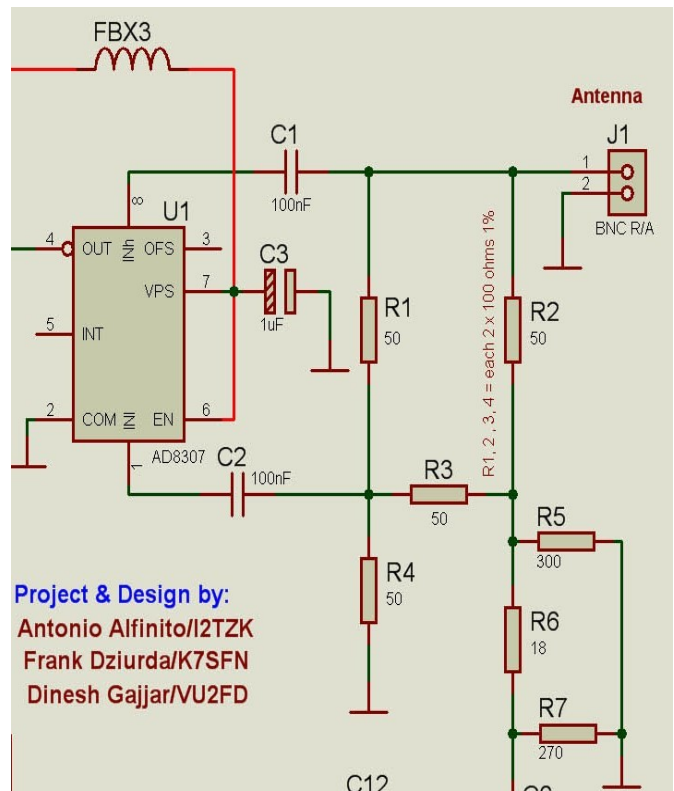 FBX3
Antenna
C1
J1
1
2
100nF
BNC R/A
8
U1
4
OUT
INh
OFS
3
C3
VPS
7
1uF
R1
50
R2
50
R1, 2 , 3, 4 = each 2 x 100 ohms 1%
5
INT
2
COM
INl
EN
6
1
AD8307
C2
100nF
R3
50
R5
300
R4
50
R6
18
Project & Design by:
Antonio Alfinito/I2TZK
Frank Dziurda/K7SFN
Dinesh Gajjar/VU2FD
R7
270
C12